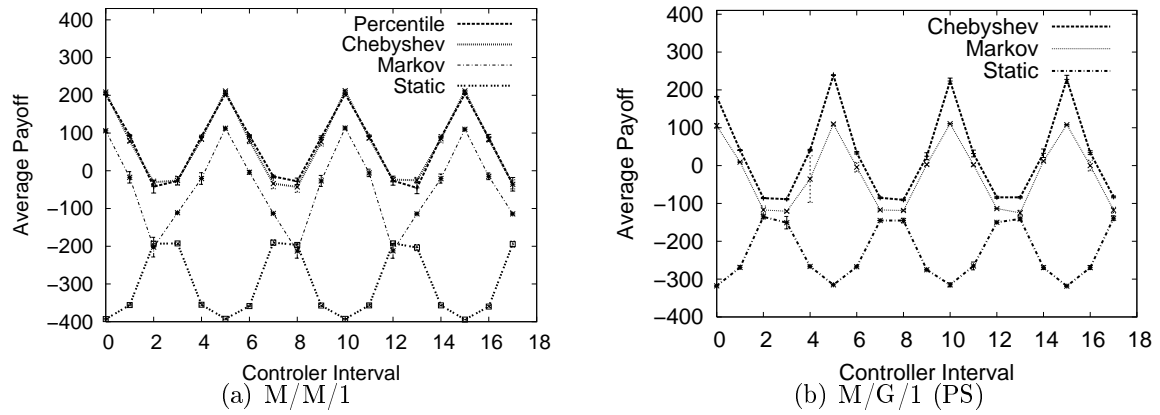 400
300
200
100
0
−100
−200
−300
−400
0 2 4 6 8 10 12 14 16 18
Average Payoff
Controler Interval
Percentile
Chebyshev
Markov
Static
(a) M/M/1
400
300
200
100
0
−100
−200
−300
−400
0 2 4 6 8 10 12 14 16 18
Average Payoff
Controller Interval
Chebyshev
Markov
Static
(b) M/G/1 (PS)